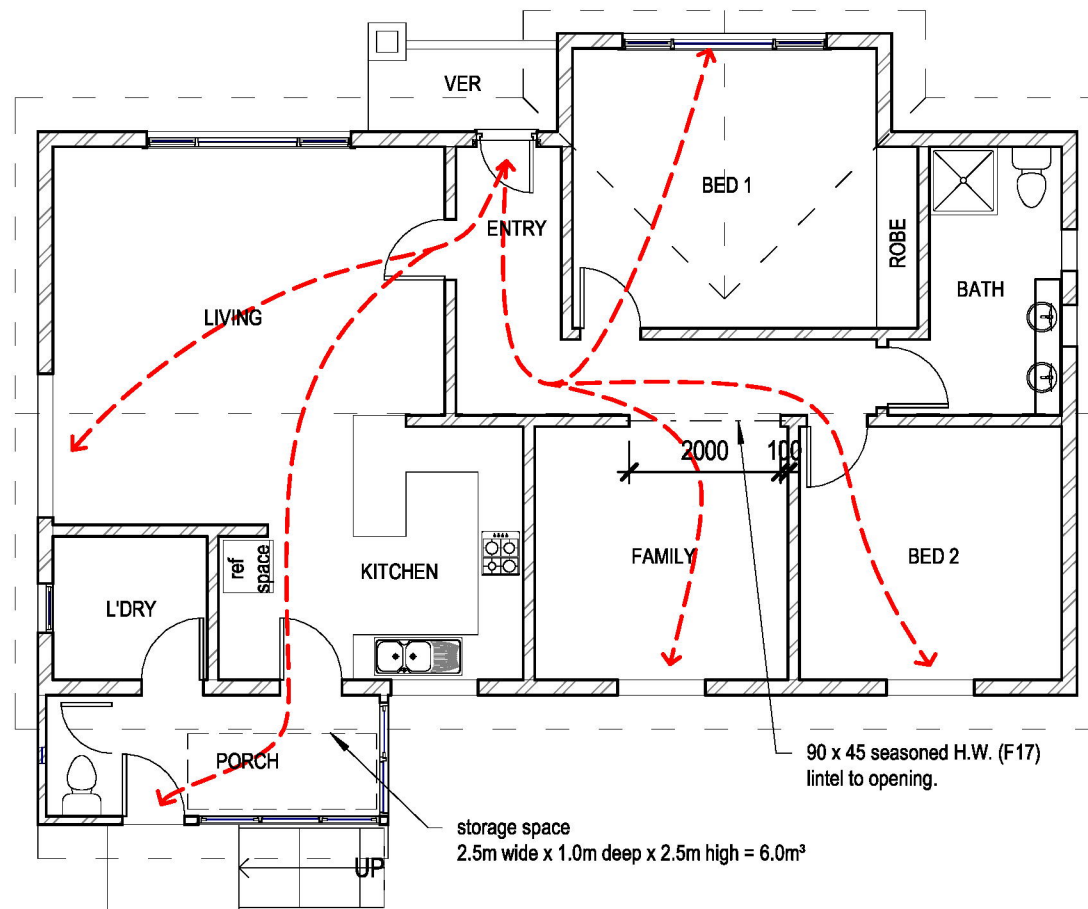 VER
BED 1
ENTRY
ROBE
BATH
LIVING
2000
100
ref
space
KITCHEN
FAMILY
BED 2
L'DRY
PORCH
90 x 45 seasoned H.W. (F17)
lintel to opening.
storage space
2.5m wide x 1.0m deep x 2.5m high = 6.0m³
UP